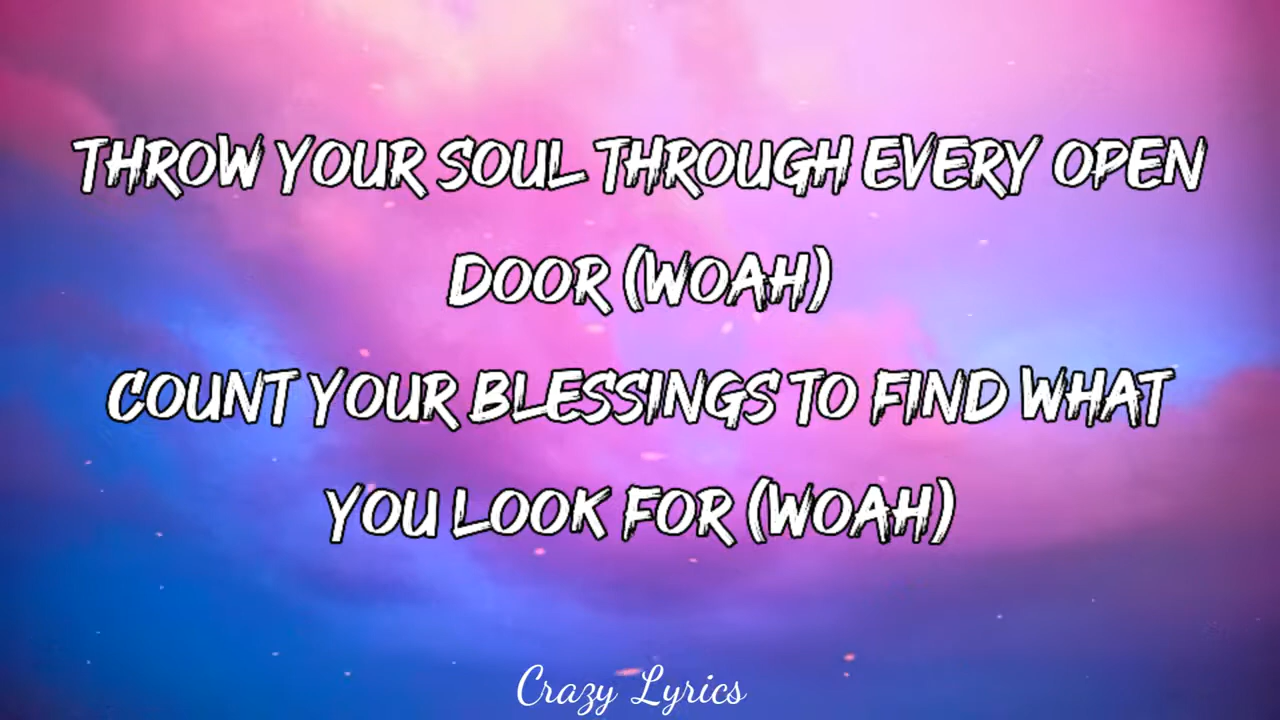 THROW YOUR SOUL THROUGH EVERY OPEN
DOOR (WOAH)
COUNT YOUR BLESSINGS TO FIND WHAT
YOU LOOK FOR (WOAH)
Crazy Lyrics